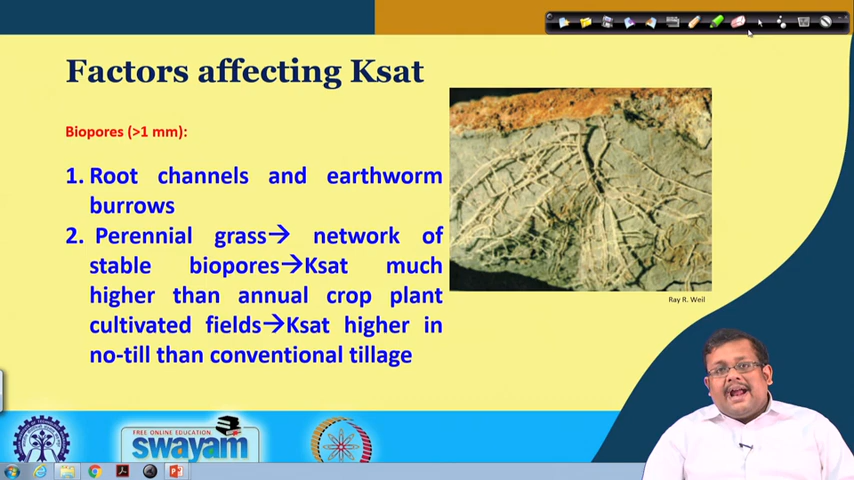 Factors affecting Ksat
Biopores (>1 mm):
1. Root channels and earthworm
burrows
2. Perennial grass→ network of
stable biopores→Ksat much
higher than annual crop plant
cultivated fields→Ksat higher in
no-till than conventional tillage
Ray R. Weil
FREE ONLINE EDUCATION
swayam